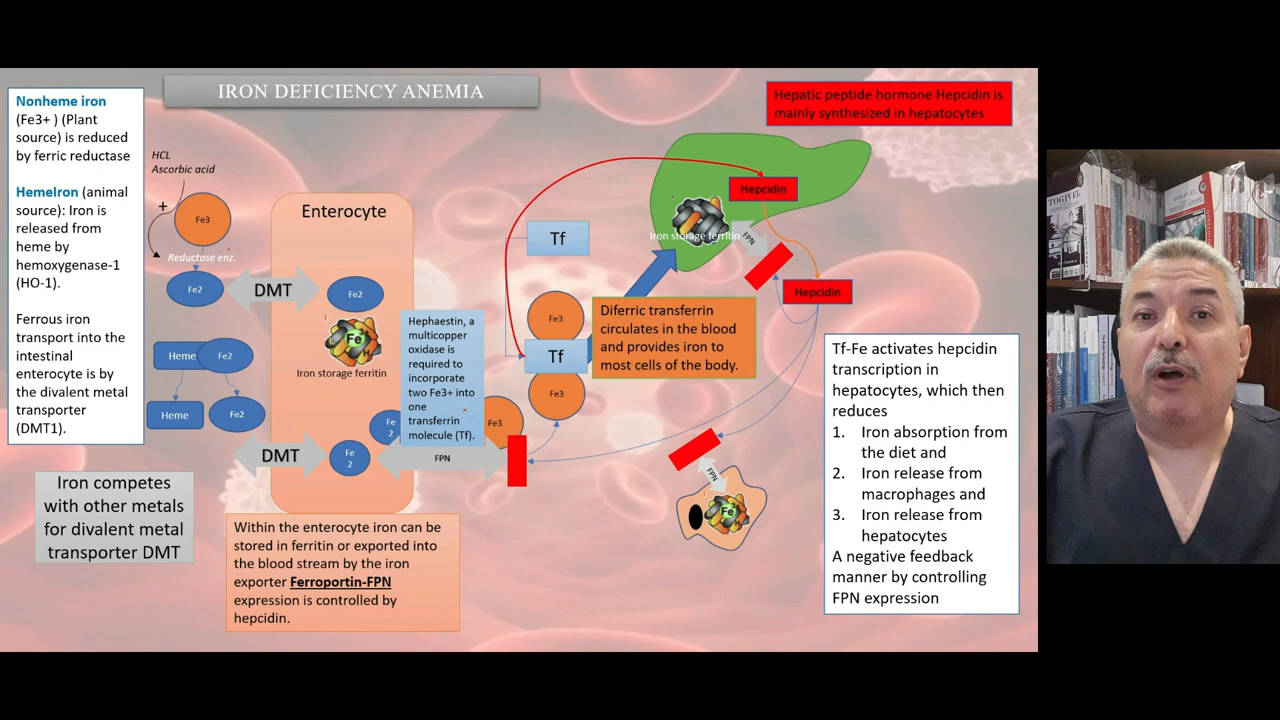 IRON DEFICIENCY ANEMIA
Nonheme iron
(Fe3+ ) (Plant
source) is reduced
by ferric reductase
HemeIron (animal
source): Iron is
released from
heme by
hemoxygenase-1
(HO-1).
Ferrous iron
transport into the
intestinal
enterocyte is by
the divalent metal
transporter
(DMT1).
Iron competes
with other metals
for divalent metal
transporter DMT
HCL
Ascorbic acid
+
Fe3
Reductase enz.
Fe2
DMT
Heme
Fe2
Heme
Fe2
DMT
Enterocyte
Fe2
Fe
H
Iron storage ferritin
Fe
2
Fe
2
FPN
Hephaestin, a
multicopper
oxidase is
required to
incorporate
two Fe3+ into
one
transferrin
molecule (Tf).
Fe3
Within the enterocyte iron can be
stored in ferritin or exported into
the blood stream by the iron
exporter Ferroportin-FPN
expression is controlled by
hepcidin.
Tf
Fe3
Tf
Fe3
Diferric transferrin
circulates in the blood
and provides iron to
most cells of the body.
Hepatic peptide hormone Hepcidin is
mainly synthesized in hepatocytes
Hepcidin
Iron storage ferritin
FPN
Hepcidin
FPN
Fe
H
Tf-Fe activates hepcidin
transcription in
hepatocytes, which then
reduces
1. Iron absorption from
the diet and
2. Iron release from
macrophages and
3. Iron release from
hepatocytes
A negative feedback
manner by controlling
FPN expression
TOGIVEL